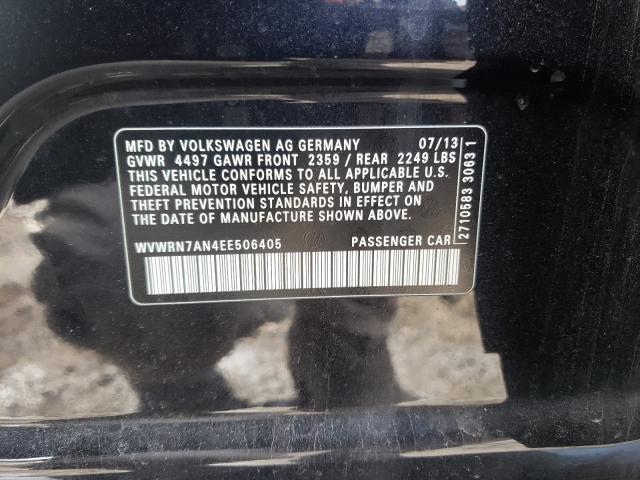 MFD BY VOLKSWAGEN AG GERMANY 07/13
GVWR 4497 GAWR FRONT 2359 / REAR 2249 LBS
THIS VEHICLE CONFORMS TO ALL APPLICABLE U.S.
FEDERAL MOTOR VEHICLE SAFETY, BUMPER AND
THEFT PREVENTION STANDARDS IN EFFECT ON
THE DATE OF MANUFACTURE SHOWN ABOVE.
WVWRN7AN4EE506405 PASSENGER CAR
2710583 3063 1